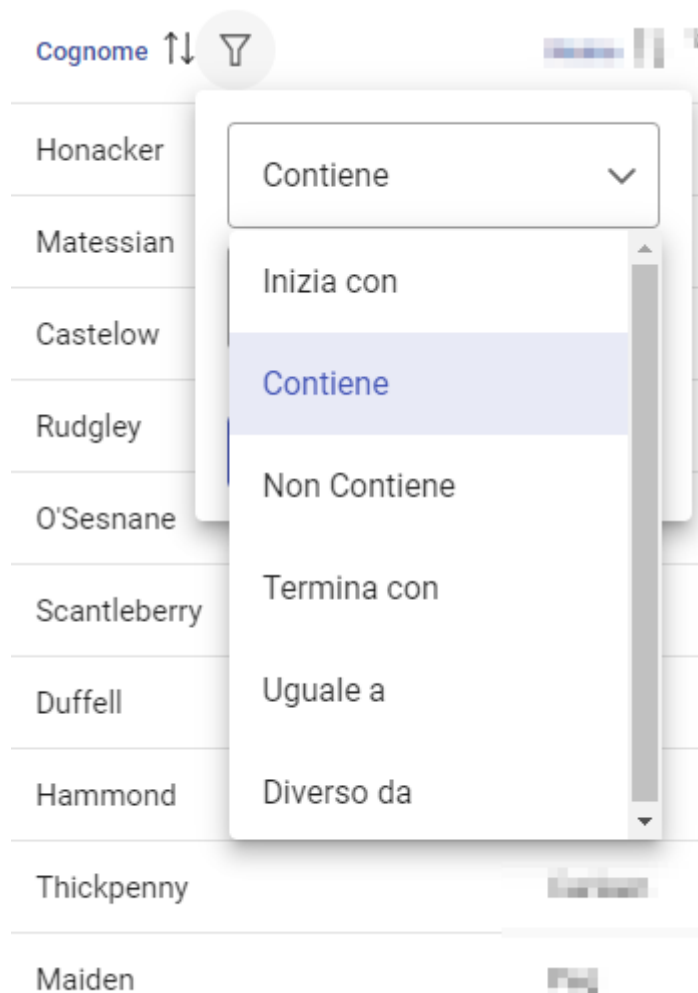 Cognome
Honacker
Contiene
Matessian
Inizia con
Castelow
Contiene
Rudgley
Non Contiene
O'Sesnane
Termina con
Scantleberry
Uguale a
Duffell
Diverso da
Hammond
Thickpenny
Maiden